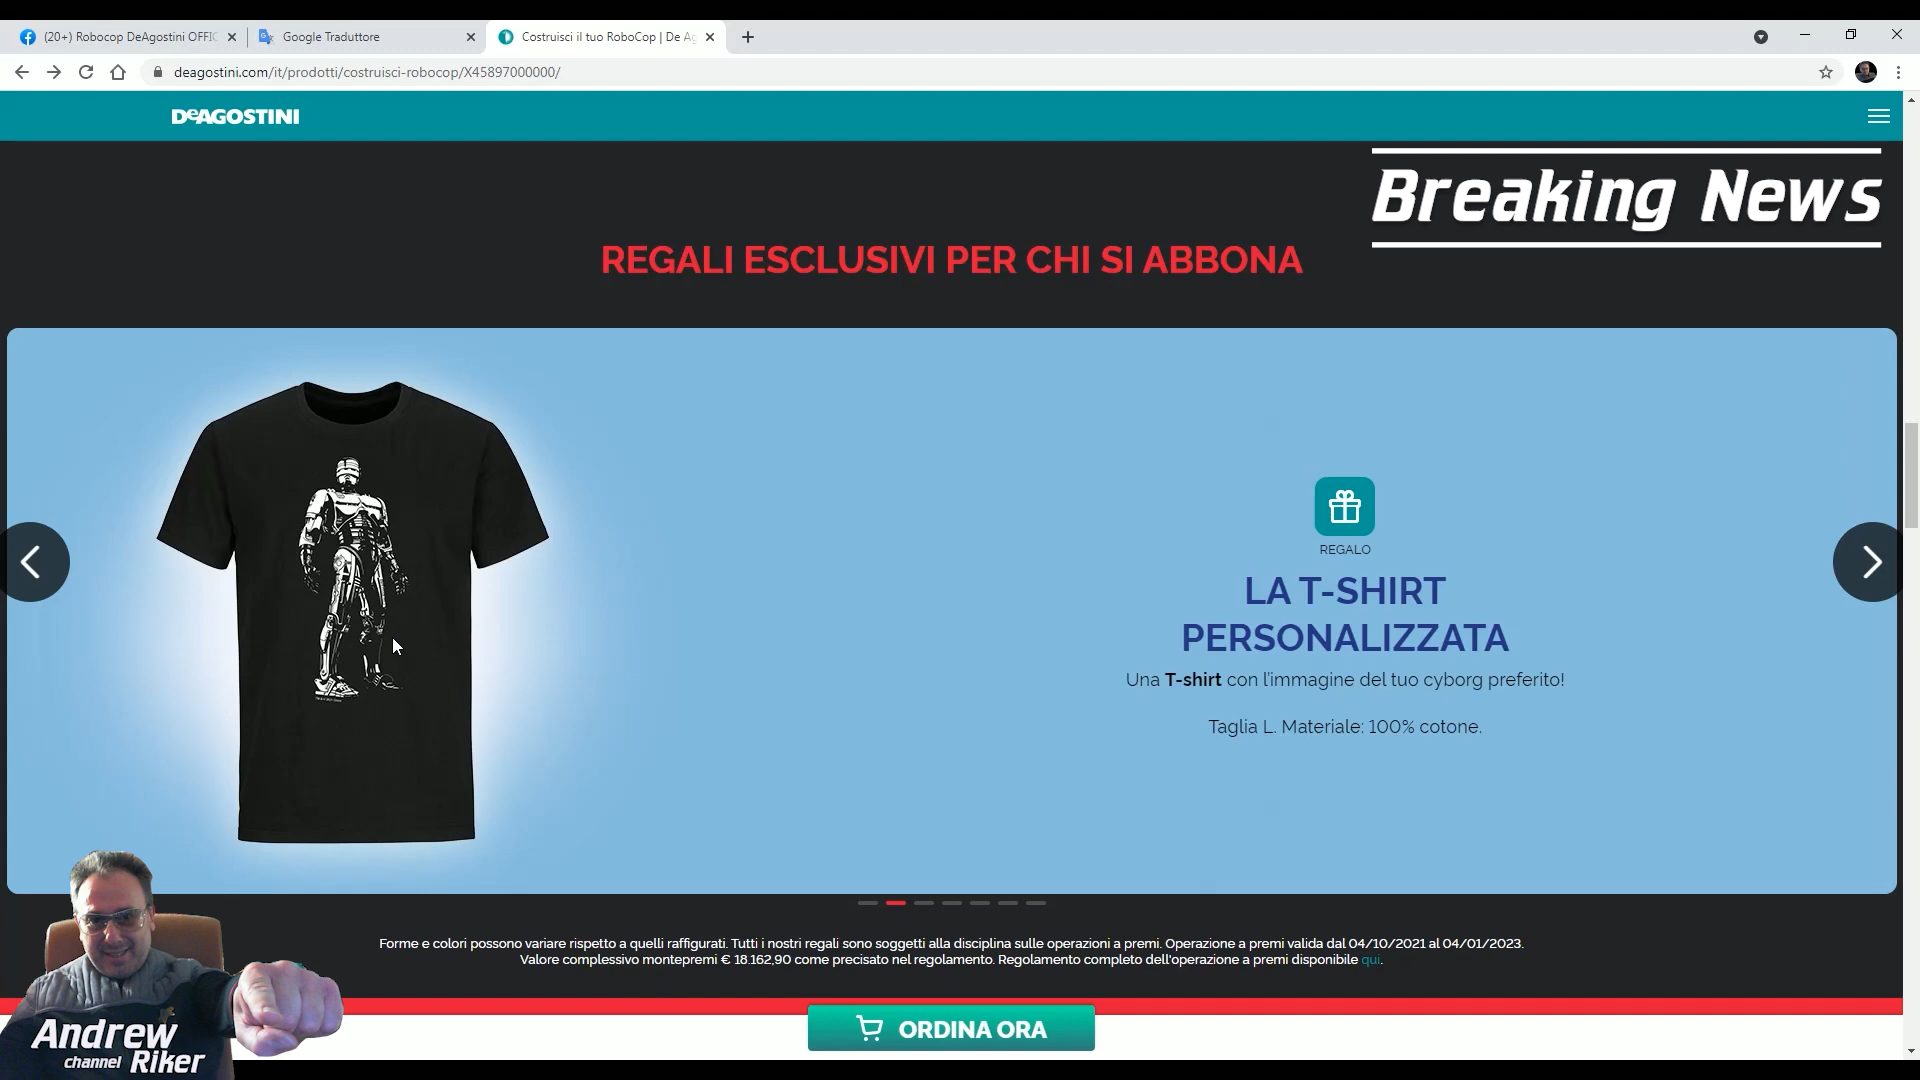 (20+) Robocop DeAgostini OFFIC
Google Traduttore
Costruisci il tuo RoboCop | De Ag
deagostini.com/it/prodotti/costruisci-robocop/X45897000000/
DeAGOSTINI
Breaking News
REGALI ESCLUSIVI PER CHI SI ABBONA
REGALO
LA T-SHIRT
PERSONALIZZATA
Una T-shirt con l'immagine del tuo cyborg preferito!
Taglia L. Materiale: 100% cotone.
Forme e colori possono variare rispetto a quelli raffigurati. Tutti i nostri regali sono soggetti alla disciplina sulle operazioni a premi. Operazione a premi valida dal 04/10/2021 al 04/01/2023.
Valore complessivo montepremi € 18.162,90 come precisato nel regolamento. Regolamento completo dell'operazione a premi disponibile qui.
ORDINA ORA
Andrew
channel Riker